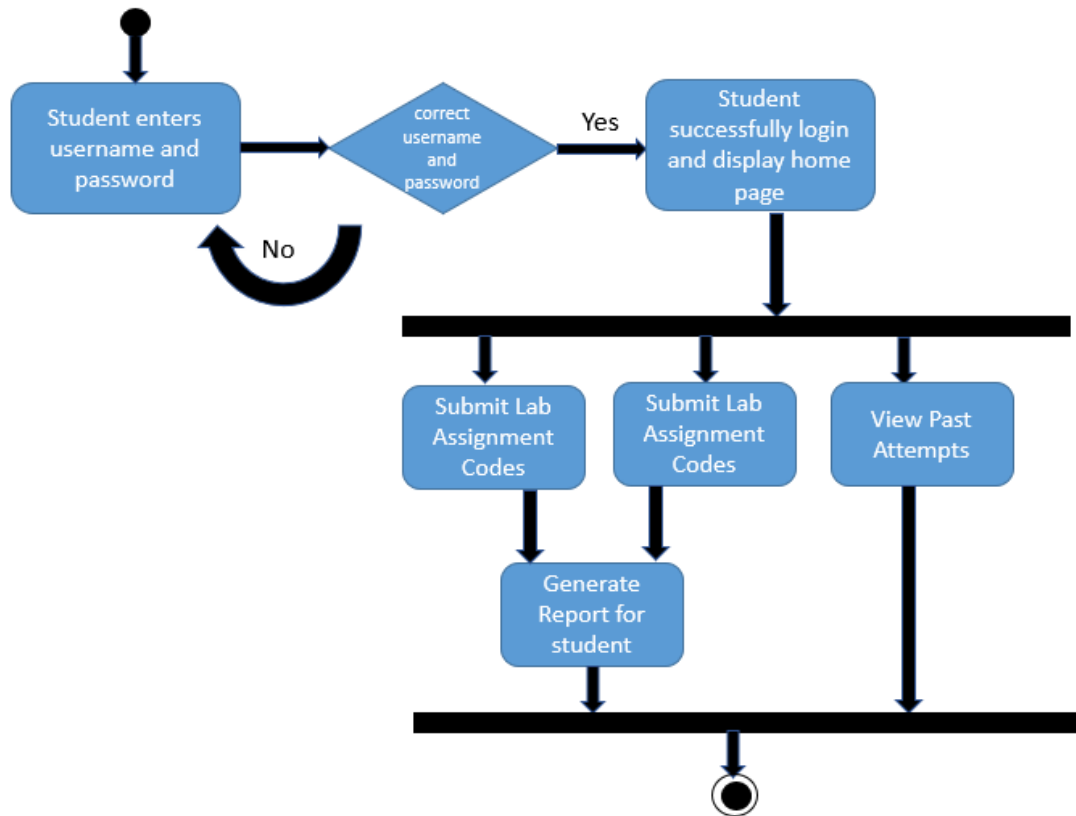 Student enters
username and
password
correct
username
and
password
Yes
Student
successfully login
and display home
page
No
Submit Lab
Assignment
Codes
Submit Lab
Assignment
Codes
View Past
Attempts
Generate
Report for
student